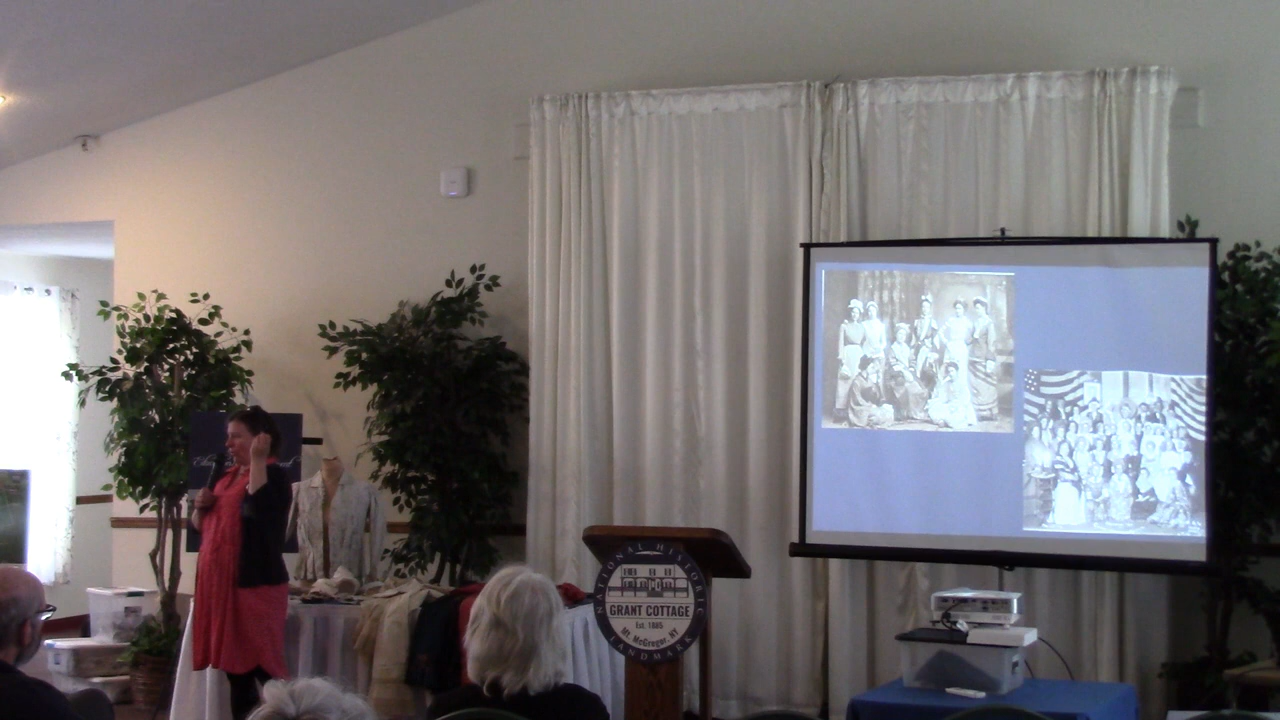 NATIONAL HISTORIC
GRANT COTTAGE
Est. 1885
Mt. McGregor, NY
LANDMARK